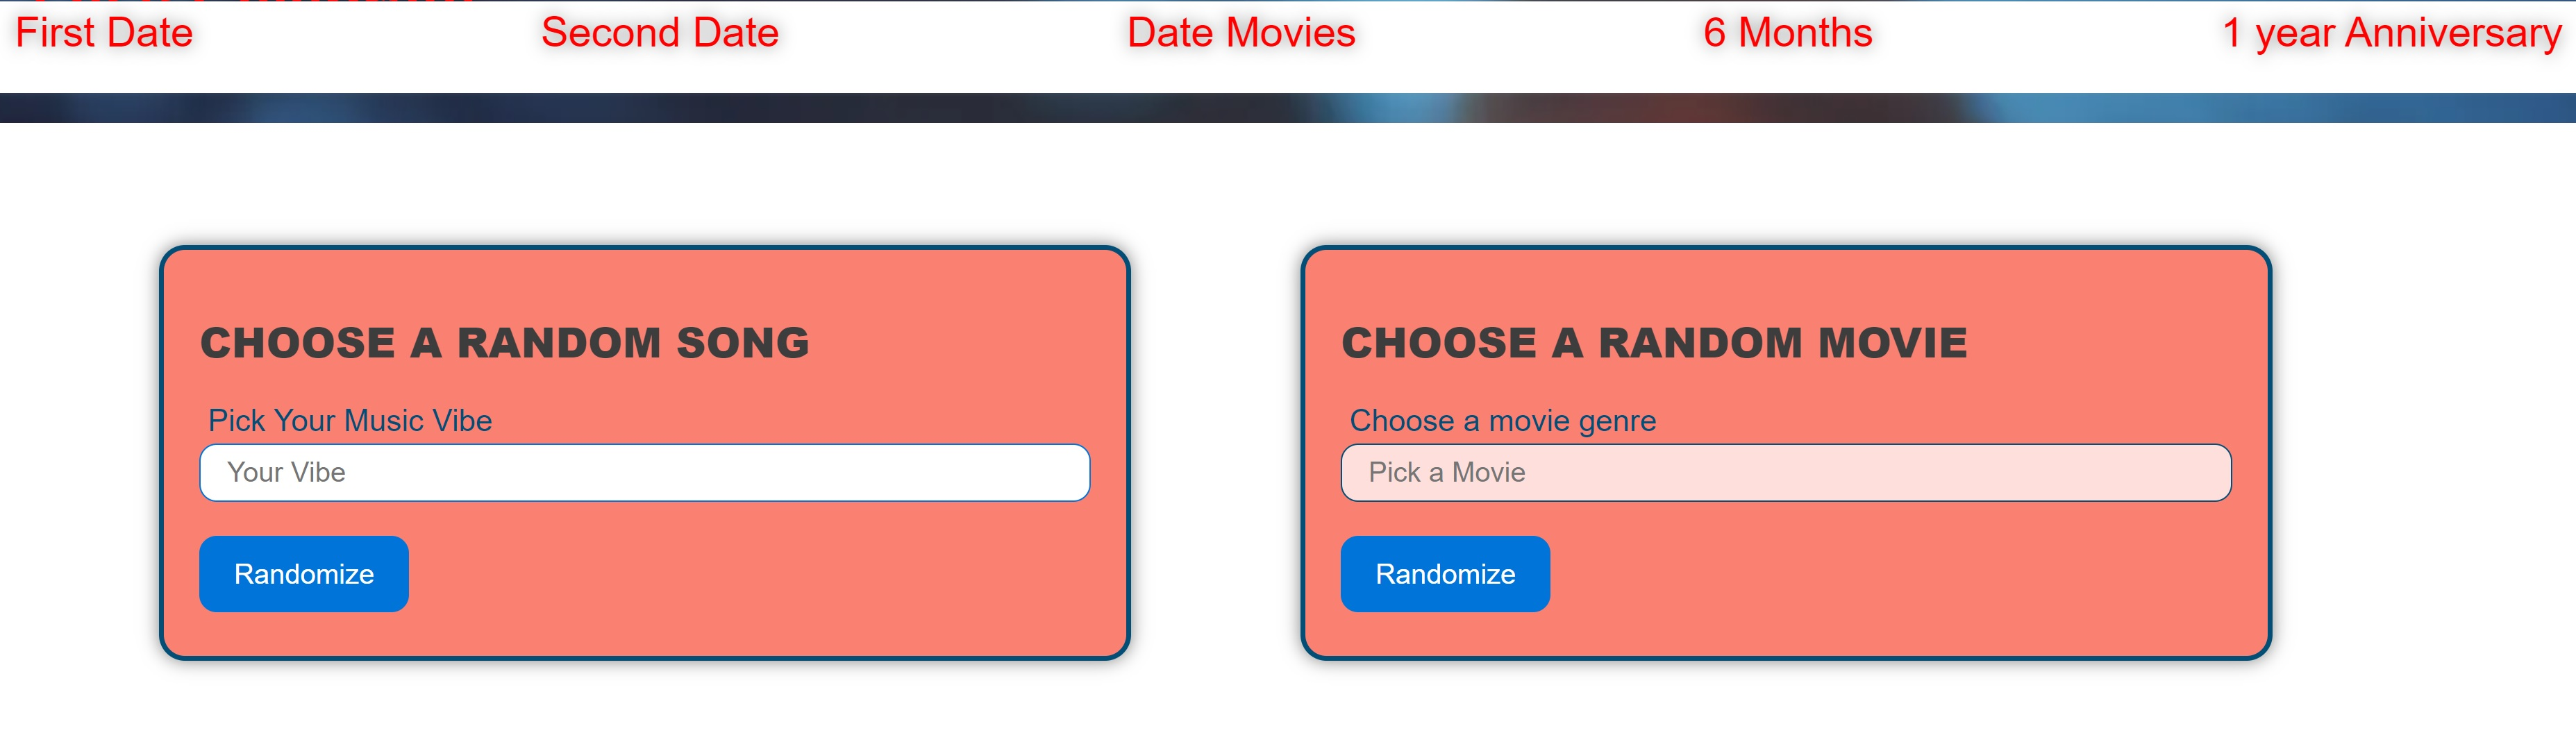 First Date Second Date Date Movies 6 Months 1 year Anniversary
CHOOSE A RANDOM SONG
Pick Your Music Vibe
Your Vibe
Randomize
CHOOSE A RANDOM MOVIE
Choose a movie genre
Pick a Movie
Randomize